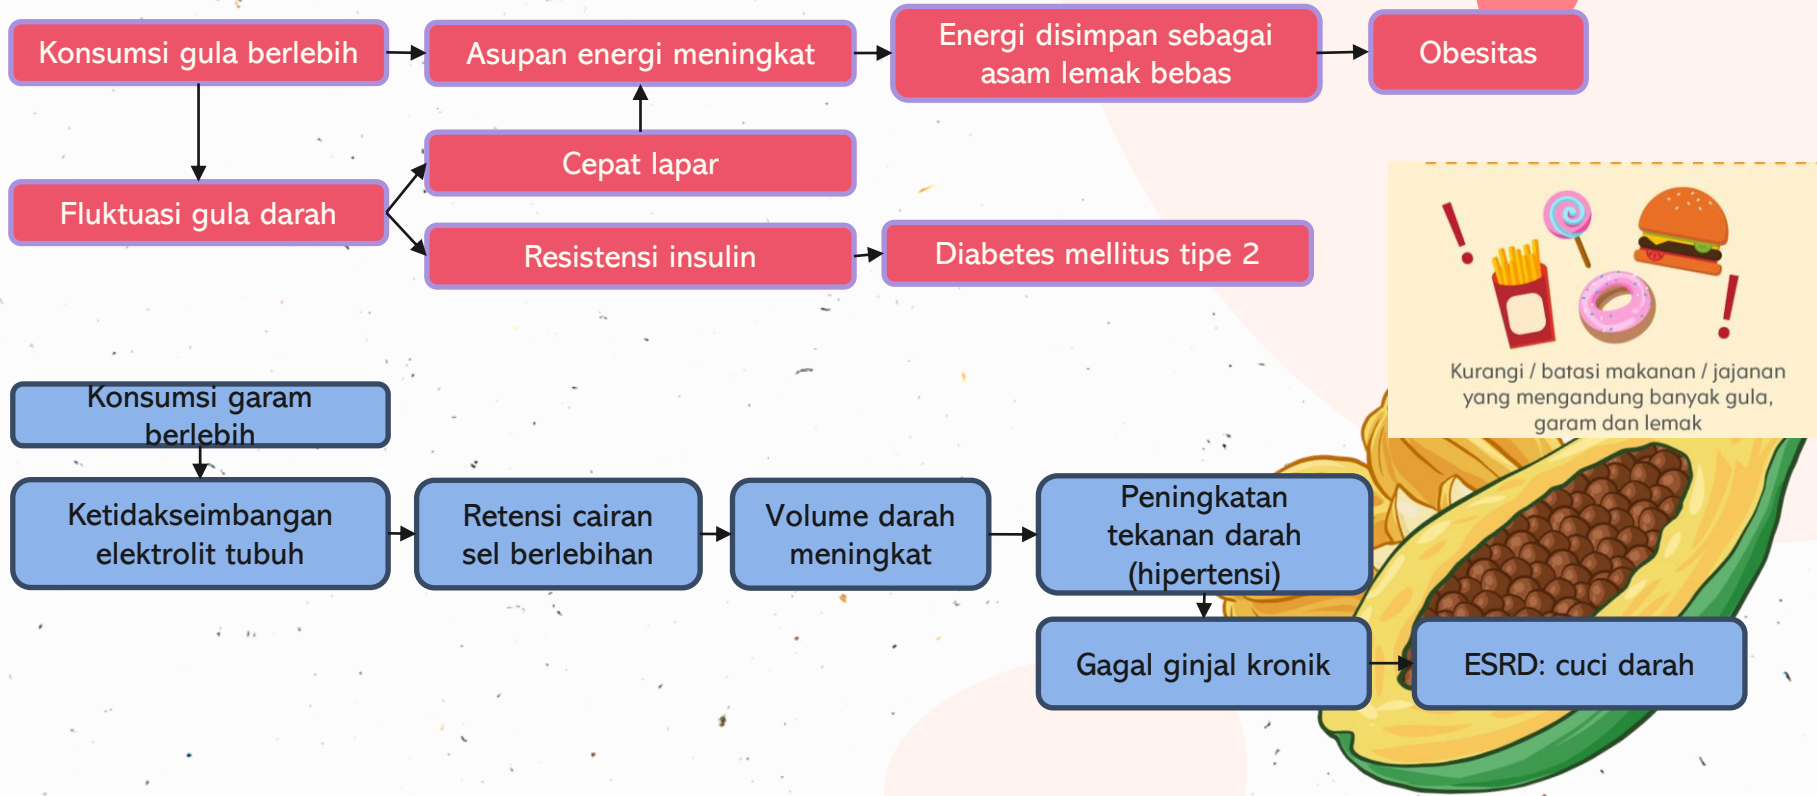 Konsumsi gula berlebih
Asupan energi meningkat
Energi disimpan sebagai
asam lemak bebas
Obesitas
Cepat lapar
Fluktuasi gula darah
Resistensi insulin
Diabetes mellitus tipe 2
Kurangi / batasi makanan / jajanan
yang mengandung banyak gula,
garam dan lemak
Konsumsi garam
berlebih
Ketidakseimbangan
elektrolit tubuh
Retensi cairan
sel berlebihan
Volume darah
meningkat
Peningkatan
tekanan darah
(hipertensi)
Gagal ginjal kronik
ESRD: cuci darah